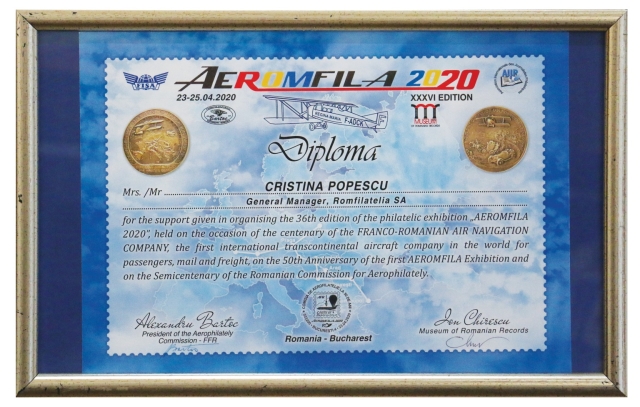 AEROMFILA 2020
FISA
23-25.04.2020
XXXVI EDITION
REGINA MARIA F-ADCK
MUSEUM
Diploma
Mrs. /Mr CRISTINA POPESCU
General Manager, Romfilatelia SA
for the support given in organising the 36th edition of the philatelic exhibition „AEROMFILA
2020”, held on the occasion of the centenary of the FRANCO-ROMANIAN AIR NAVIGATION
COMPANY, the first international transcontinental aircraft company in the world for
passengers, mail and freight, on the 50th Anniversary of the first AEROMFILA Exhibition and
on the Semicentenary of the Romanian Commission for Aerophilately.
Alexandru Bartoc
President of the Aerophilately
Commission - FFR
Romania - Bucharest
Ion Chirescu
Museum of Romanian Records